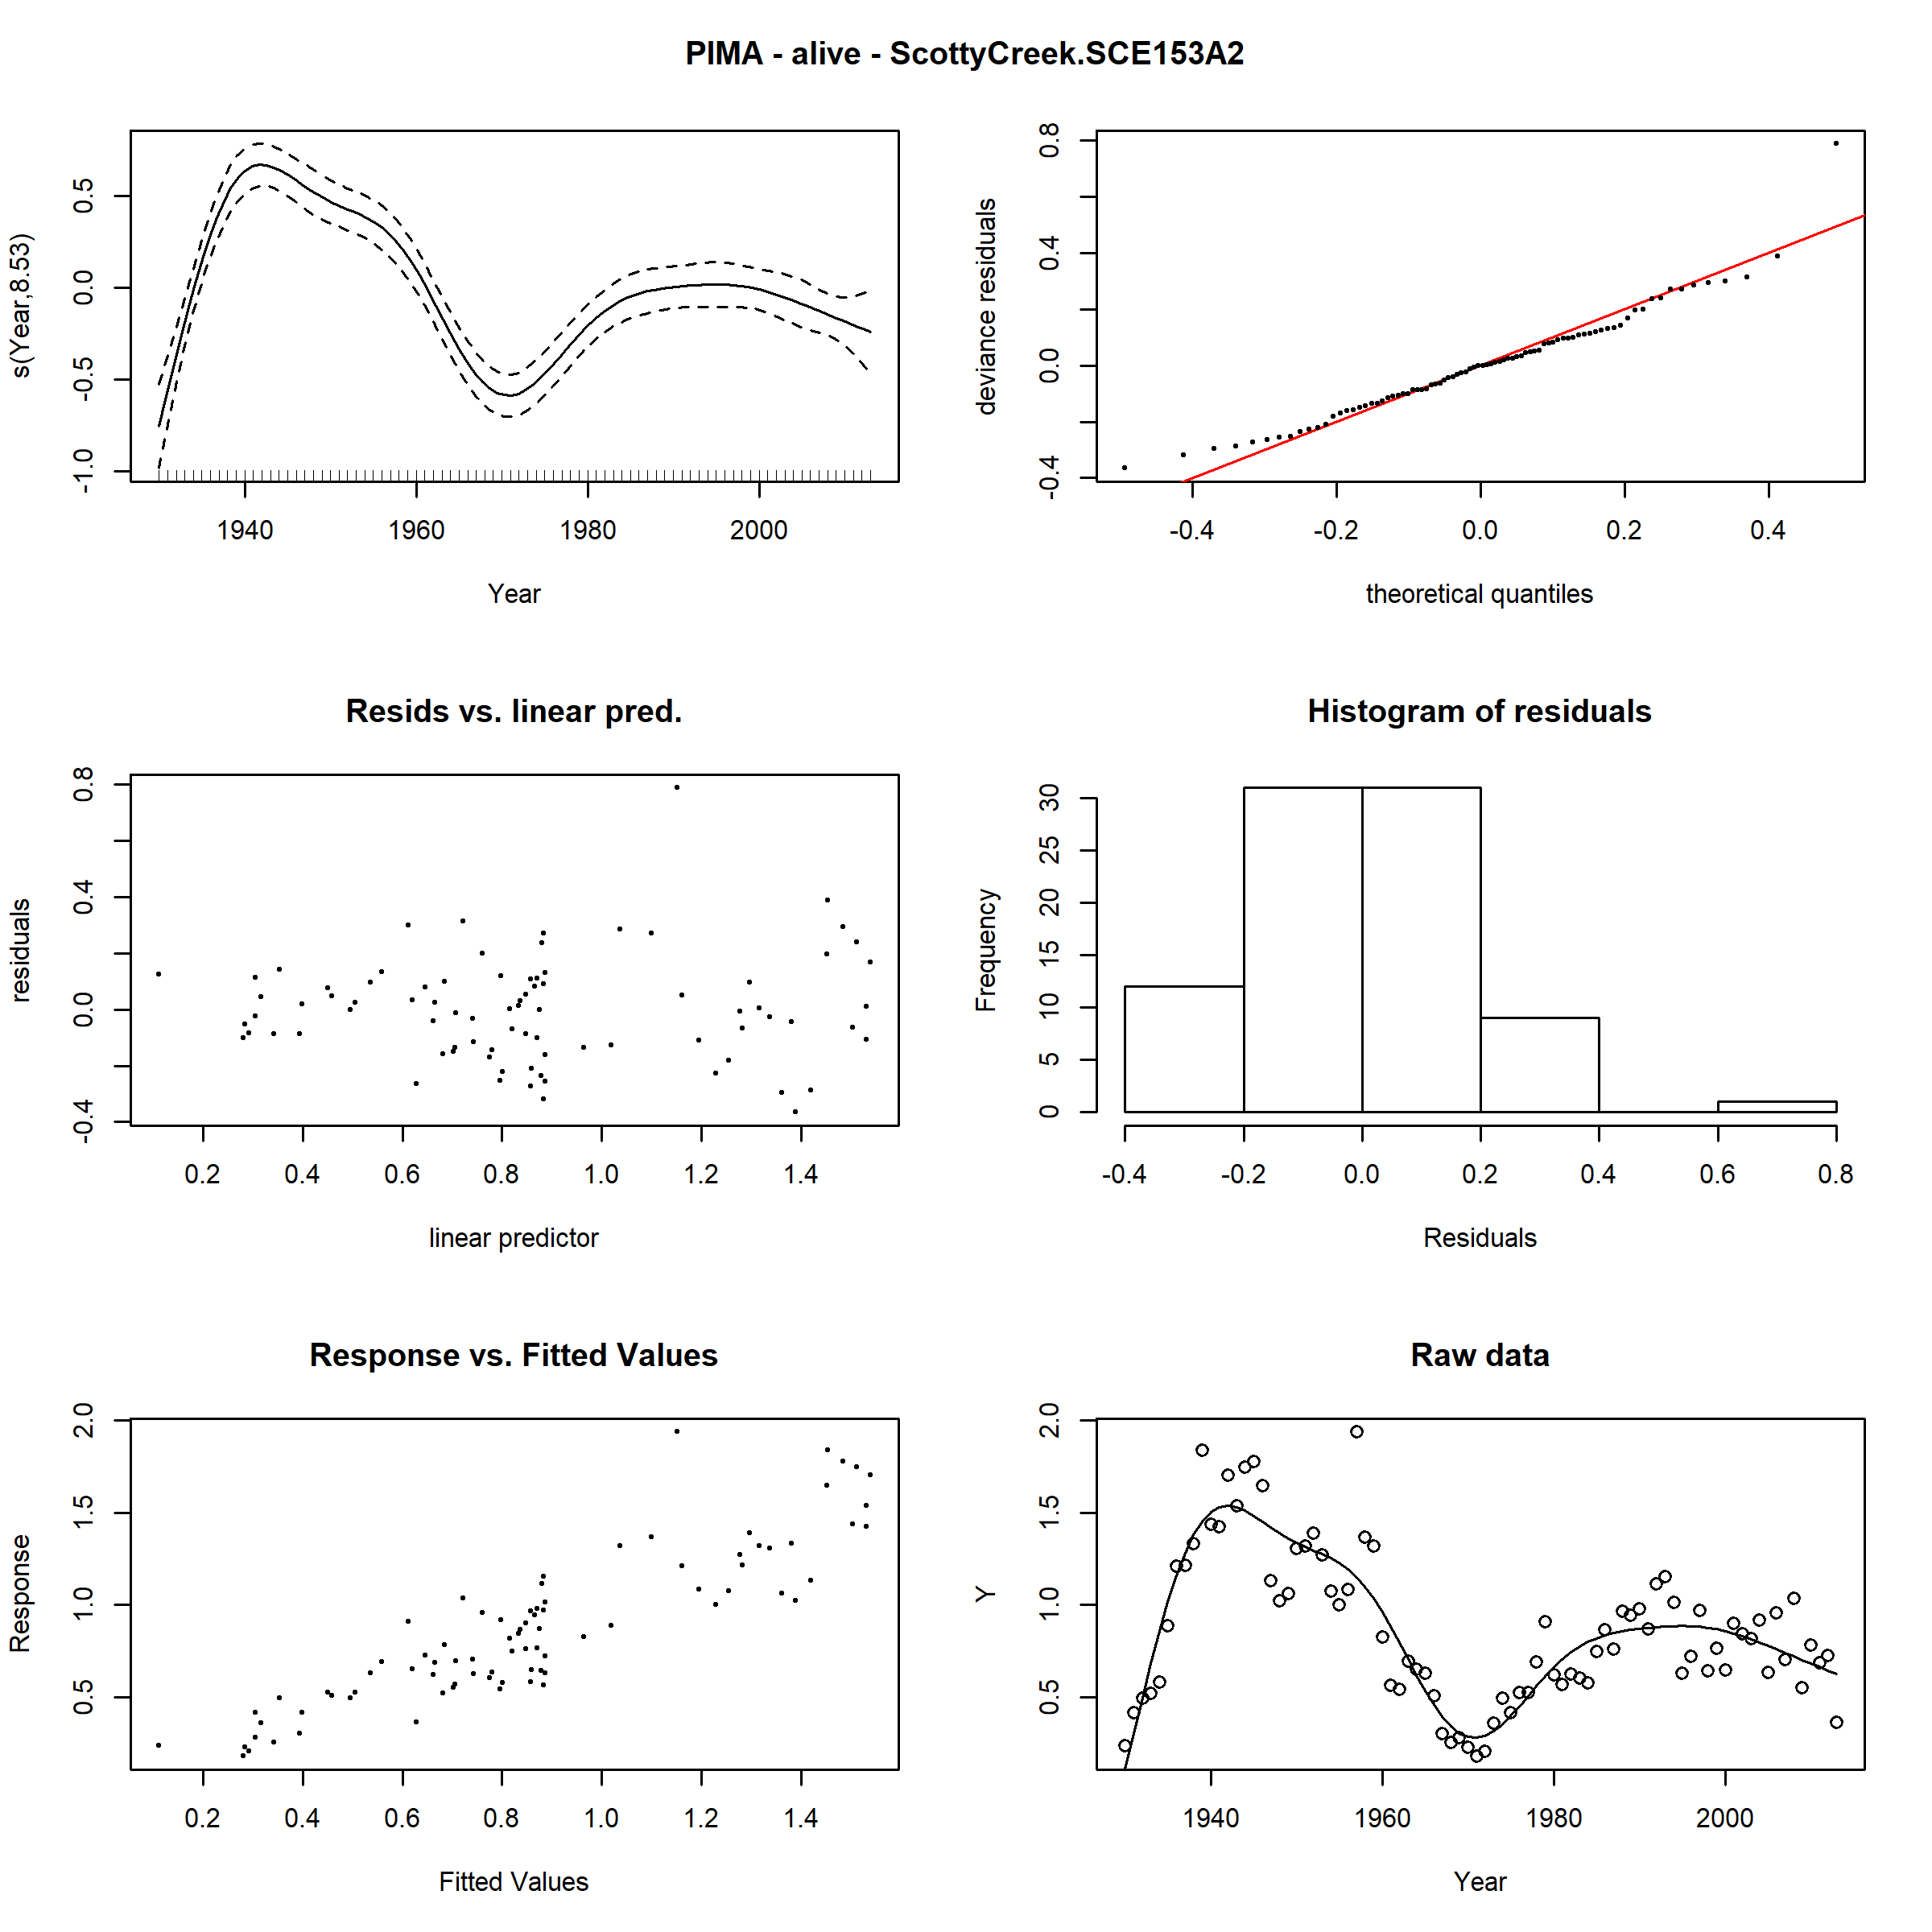 PIMA - alive - ScottyCreek.SCE153A2
s(Year,8.53)
0.5
0.0
-0.5
-1.0
1940 1960 1980 2000
Year
deviance residuals
0.8
0.4
0.0
-0.4
-0.4 -0.2 0.0 0.2 0.4
theoretical quantiles
Resids vs. linear pred.
residuals
0.8
0.4
0.0
-0.4
0.2 0.4 0.6 0.8 1.0 1.2 1.4
linear predictor
Histogram of residuals
Frequency
30
25
20
15
10
5
0
-0.4 -0.2 0.0 0.2 0.4 0.6 0.8
Residuals
Response vs. Fitted Values
Response
2.0
1.5
1.0
0.5
0.2 0.4 0.6 0.8 1.0 1.2 1.4
Fitted Values
Raw data
Y
2.0
1.5
1.0
0.5
1940 1960 1980 2000
Year